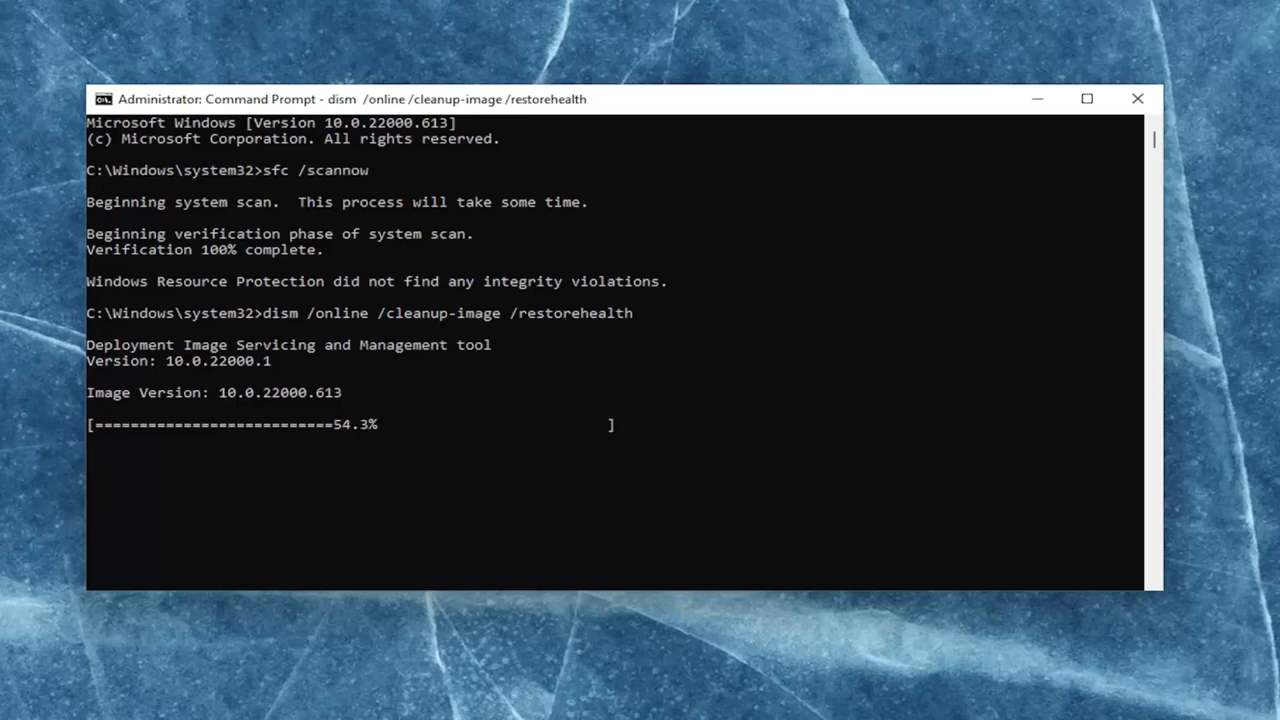 Administrator: Command Prompt - dism  /online /cleanup-image /restorehealth
Microsoft Windows [Version 10.0.22000.613]
(c) Microsoft Corporation. All rights reserved.
C:\Windows\system32>sfc /scannow
Beginning system scan.  This process will take some time.
Beginning verification phase of system scan.
Verification 100% complete.
Windows Resource Protection did not find any integrity violations.
C:\Windows\system32>dism /online /cleanup-image /restorehealth
Deployment Image Servicing and Management tool
Version: 10.0.22000.1
Image Version: 10.0.22000.613
[===========================54.3%                          ]